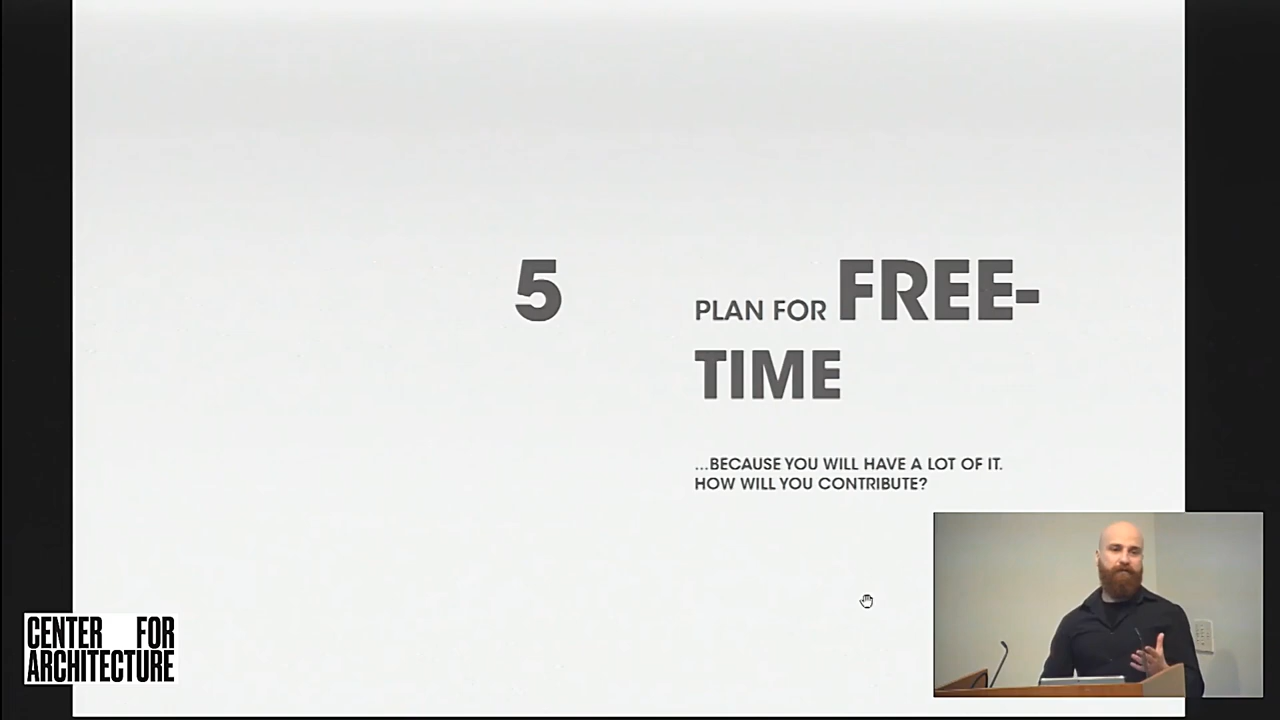 5
PLAN FOR FREE-
TIME
...BECAUSE YOU WILL HAVE A LOT OF IT.
HOW WILL YOU CONTRIBUTE?
CENTER FOR
ARCHITECTURE